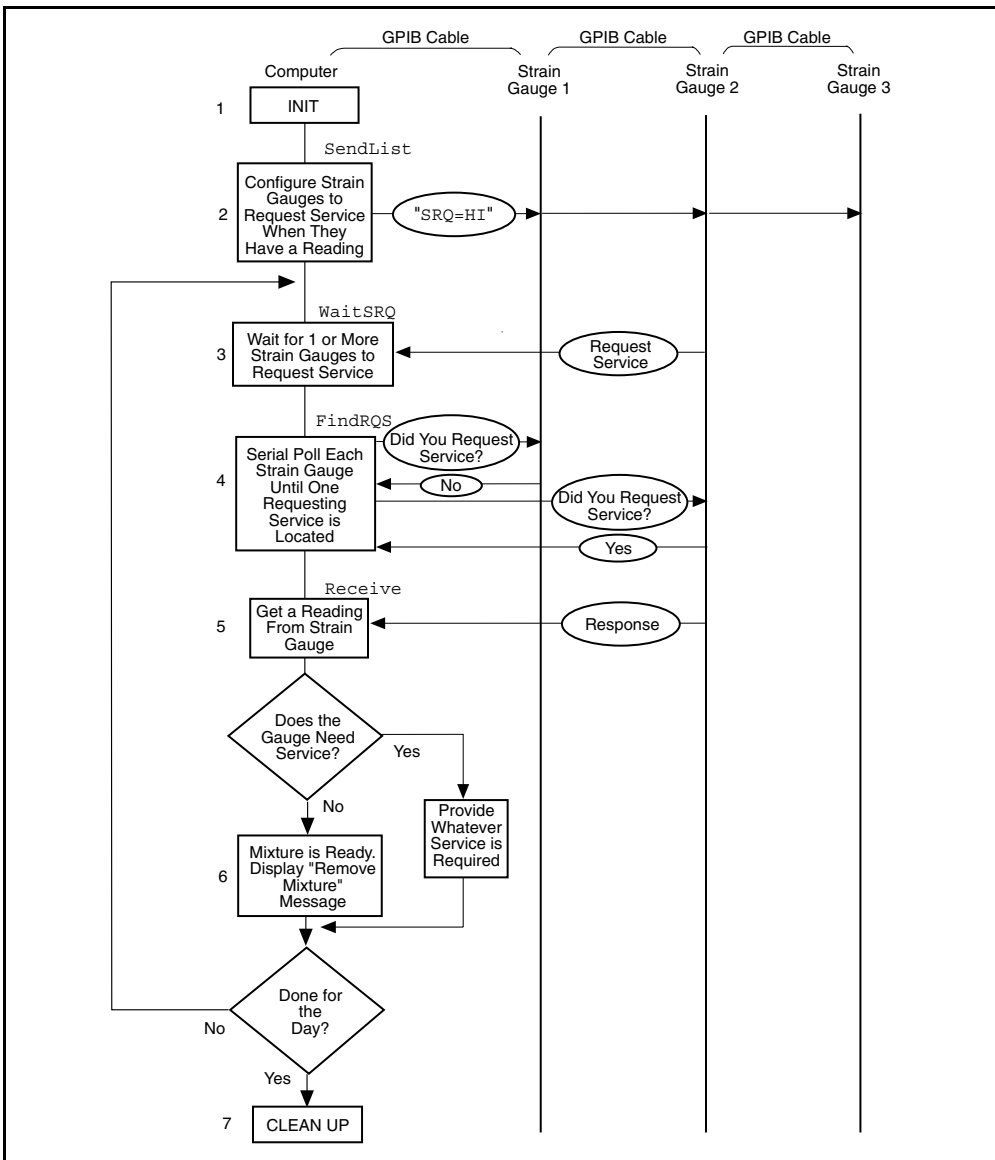 GPIB Cable GPIB Cable GPIB Cable
Computer
Strain
Gauge 1
Strain
Gauge 2
Strain
Gauge 3
1
INIT
SendList
2
Configure Strain
Gauges to
Request Service
When They
Have a Reading
"SRQ=HI"
WaitSRQ
3
Wait for 1 or More
Strain Gauges to
Request Service
Request
Service
FindRQS
4
Serial Poll Each
Strain Gauge
Until One
Requesting
Service is
Located
Did You Request
Service?
No
Did You Request
Service?
Yes
Receive
5
Get a Reading
From Strain
Gauge
Response
Does the
Gauge Need
Service?
Yes
No
Provide
Whatever
Service is
Required
6
Mixture is Ready.
Display "Remove
Mixture"
Message
Done for
the
Day?
No
Yes
7
CLEAN UP